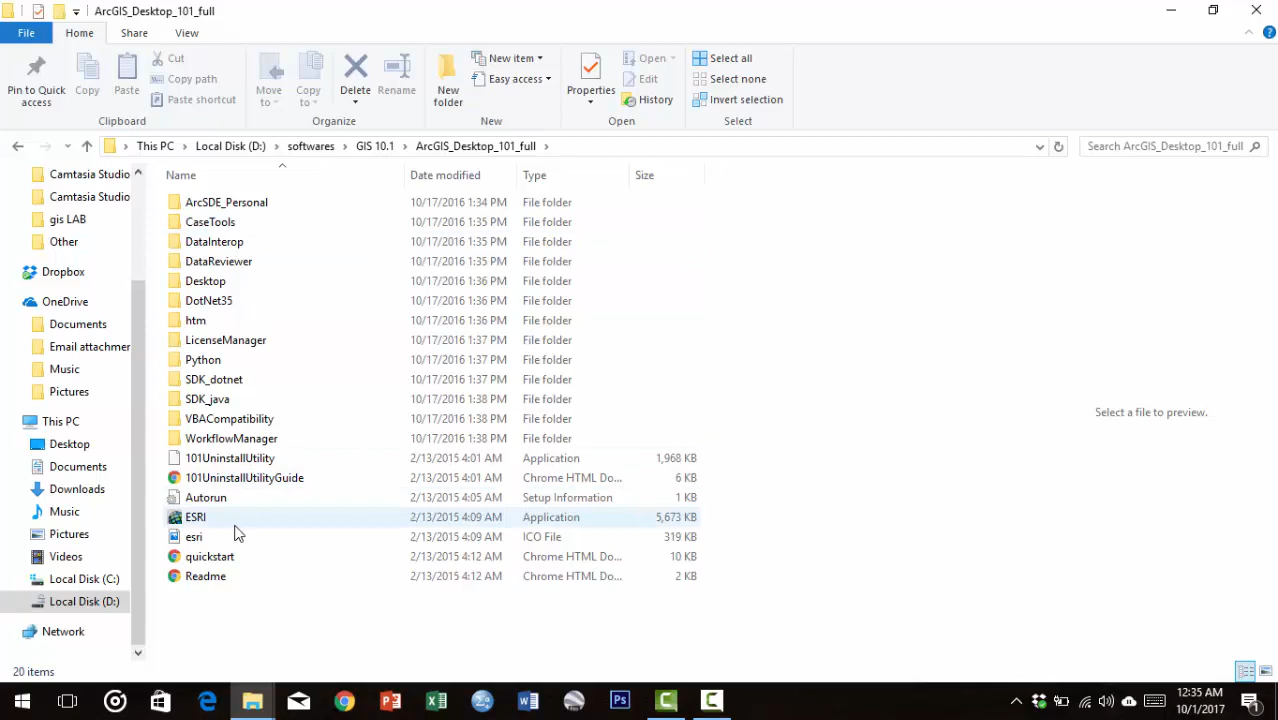 ArcGIS_Desktop_101_full
File Home Share View
Pin to Quick access
Copy
Paste
Cut
Copy path
Paste shortcut
Clipboard
Move to
Copy to
Delete
Rename
Organize
New folder
New item
Easy access
New
Properties
Open
Edit
History
Open
Select all
Select none
Invert selection
Select
This PC > Local Disk (D:) > softwares > GIS 10.1 > ArcGIS_Desktop_101_full >
Search ArcGIS_Desktop_101_full
Camtasia Studio
Camtasia Studio
gis LAB
Other
Dropbox
OneDrive
Documents
Email attachmen
Music
Pictures
This PC
Desktop
Documents
Downloads
Music
Pictures
Videos
Local Disk (C:)
Local Disk (D:)
Network
Name Date modified Type Size
ArcSDE_Personal 10/17/2016 1:34 PM File folder
CaseTools 10/17/2016 1:35 PM File folder
DataInterop 10/17/2016 1:35 PM File folder
DataReviewer 10/17/2016 1:35 PM File folder
Desktop 10/17/2016 1:36 PM File folder
DotNet35 10/17/2016 1:36 PM File folder
htm 10/17/2016 1:36 PM File folder
LicenseManager 10/17/2016 1:37 PM File folder
Python 10/17/2016 1:37 PM File folder
SDK_dotnet 10/17/2016 1:37 PM File folder
SDK_java 10/17/2016 1:38 PM File folder
VBACompatibility 10/17/2016 1:38 PM File folder
WorkflowManager 10/17/2016 1:38 PM File folder
101UninstallUtility 2/13/2015 4:01 AM Application 1,968 KB
101UninstallUtilityGuide 2/13/2015 4:01 AM Chrome HTML Do... 6 KB
Autorun 2/13/2015 4:05 AM Setup Information 1 KB
ESRI 2/13/2015 4:09 AM Application 5,673 KB
esri 2/13/2015 4:09 AM ICO File 319 KB
quickstart 2/13/2015 4:12 AM Chrome HTML Do... 10 KB
Readme 2/13/2015 4:12 AM Chrome HTML Do... 2 KB
Select a file to preview.
20 items
12:35 AM
10/1/2017